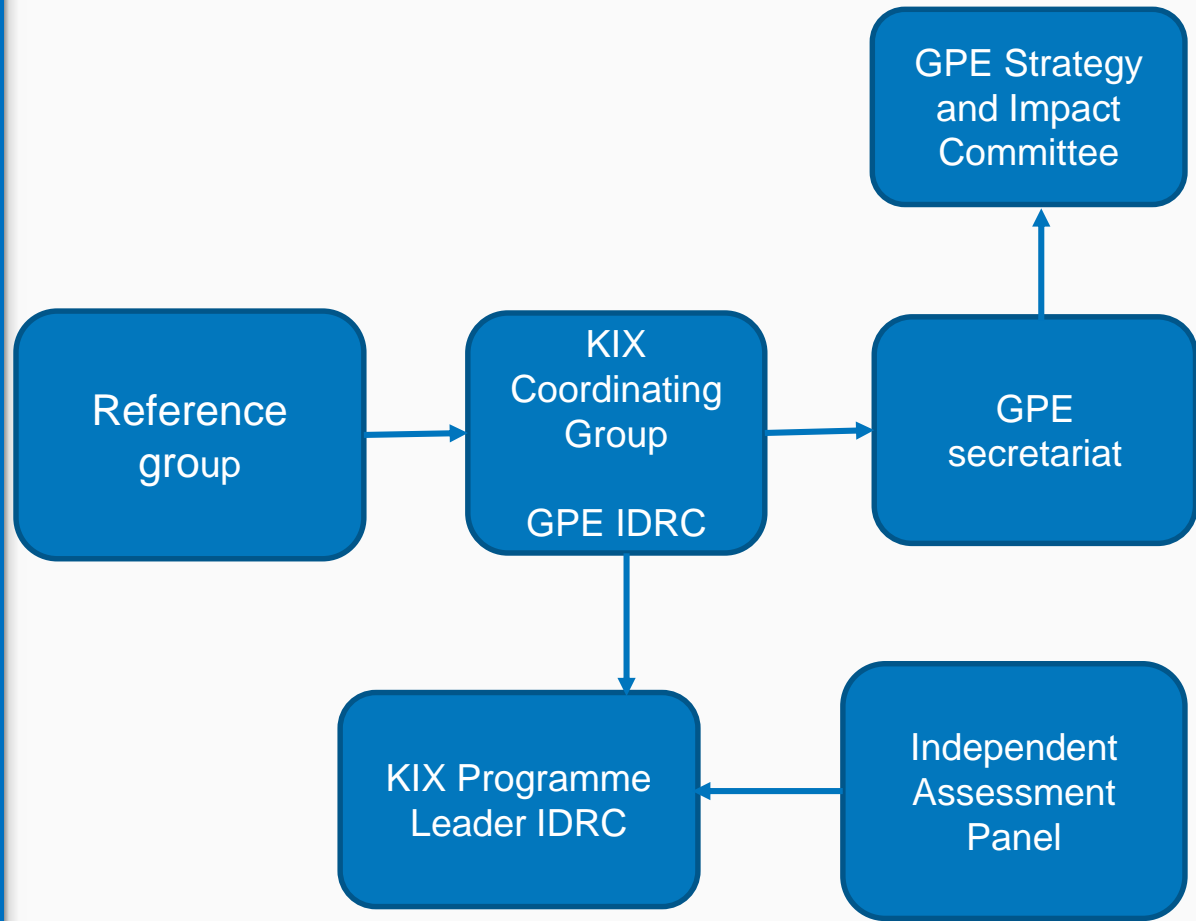 GPE Strategy
and Impact
Committee
Reference
group
KIX
Coordinating
Group
GPE IDRC
GPE
secretariat
KIX Programme
Leader IDRC
Independent
Assessment
Panel